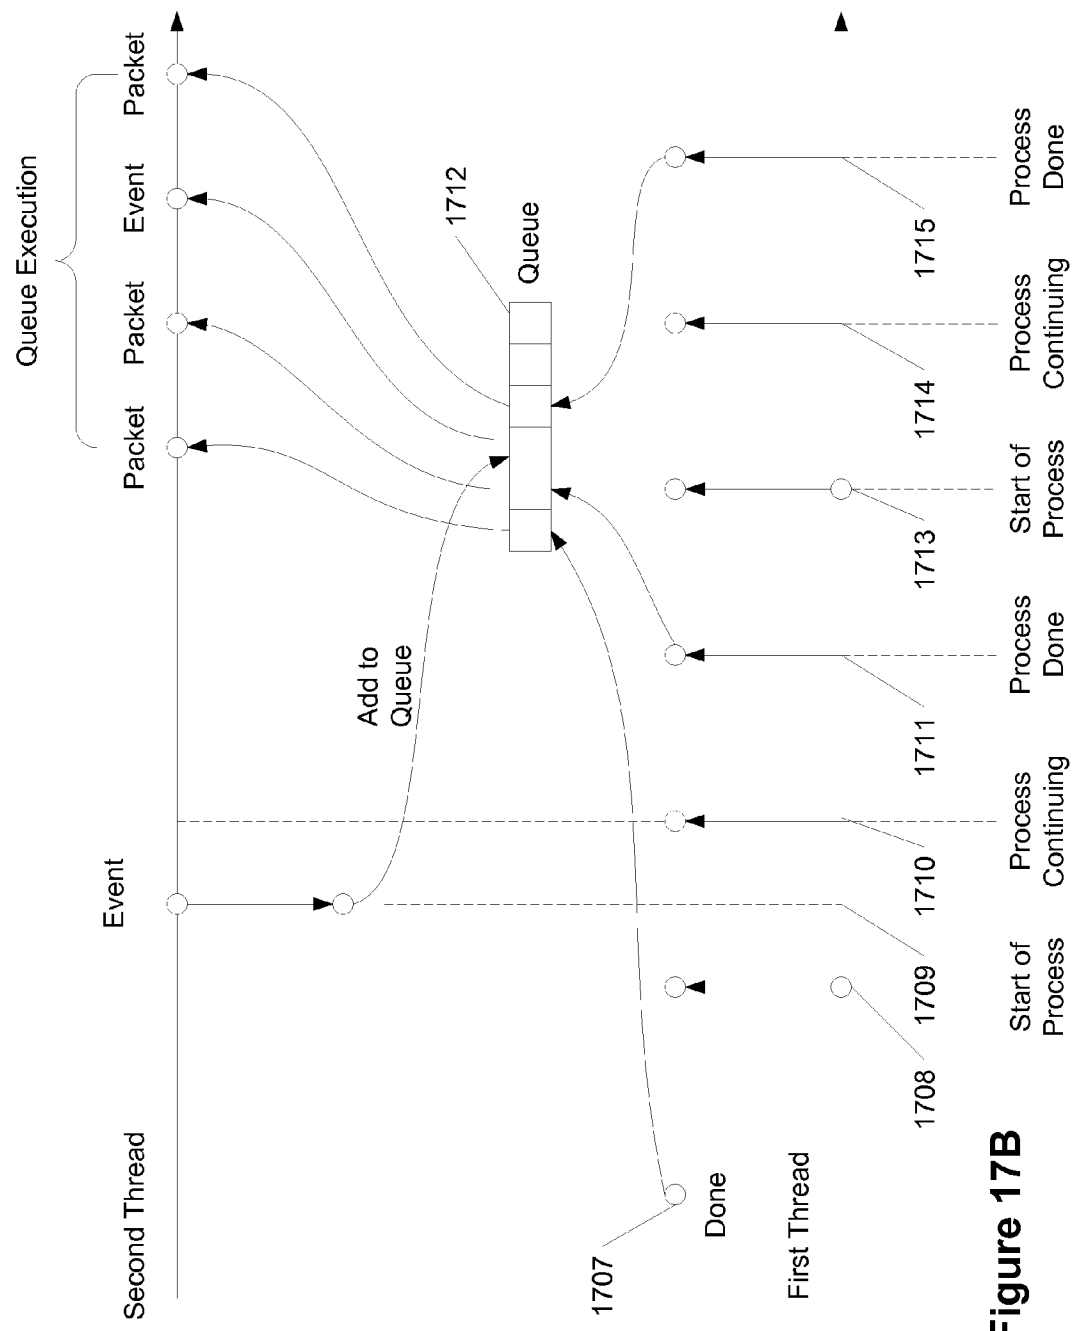 Queue Execution
Event
Second Thread
Packet
Packet
Event
Packet
Add to
Queue
1712
Queue
1707
Done
First Thread
1708
1709
1710
1711
1713
1714
1715
Start of
Process
Process
Continuing
Process
Done
Start of
Process
Process
Continuing
Process
Done
Figure 17B